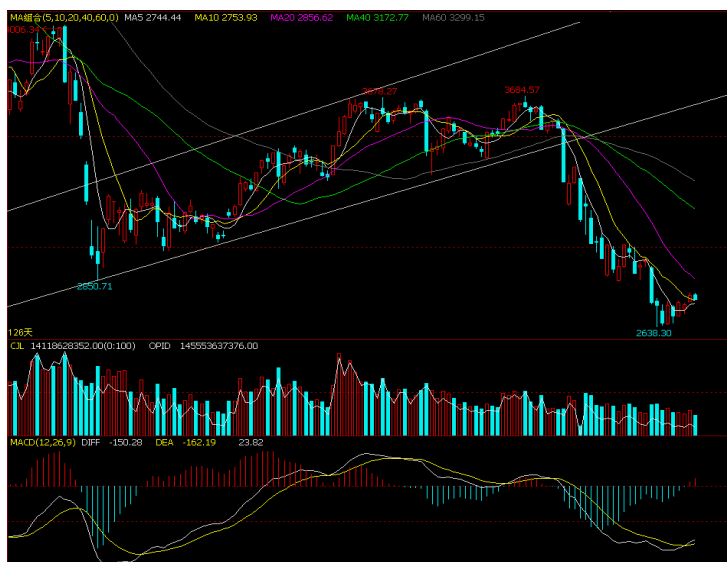 MA組合(5,10,20,40,60,0) MA5 2744.44 MA10 2753.93 MA20 2856.62 MA40 3172.77 MA60 3299.15
3678.27
3684.57
2850.71
2638.30
126天
CJL 14118628352.00(0:100) OPID 145553637376.00
MACD(12,26,9) DIFF -150.28 DEA -162.19 23.82